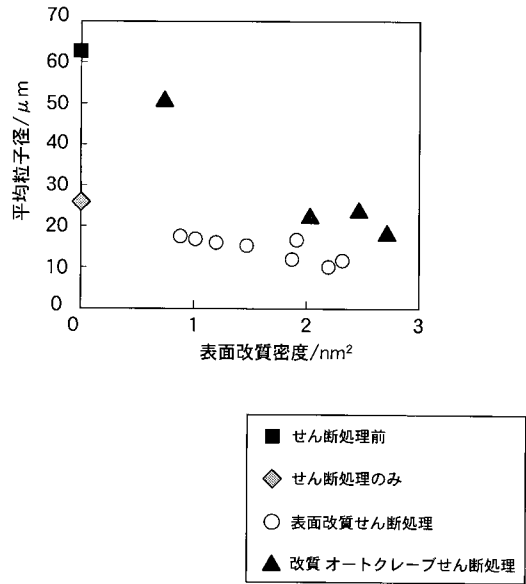 70
60
50
40
30
20
10
0
平均粒子径/μm
0 1 2 3
表面改質密度/nm²
せん断処理前
せん断処理のみ
表面改質せん断処理
改質 オートクレーブせん断処理